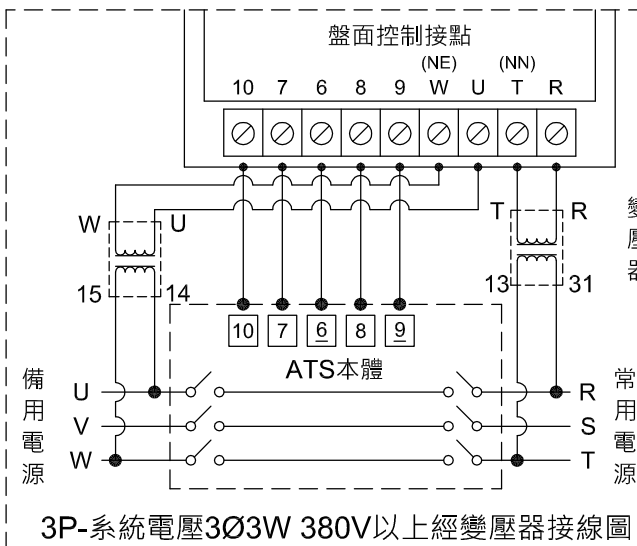 盤面控制接點
(NE) (NN)
10 7 6 8 9 W U T R
W U T R
變壓器
15 14 13 31
10 7 6 8 9
ATS本體
備用電源
常用電源
U R
V S
W T
3P-系統電壓3Ø3W 380V以上經變壓器接線圖